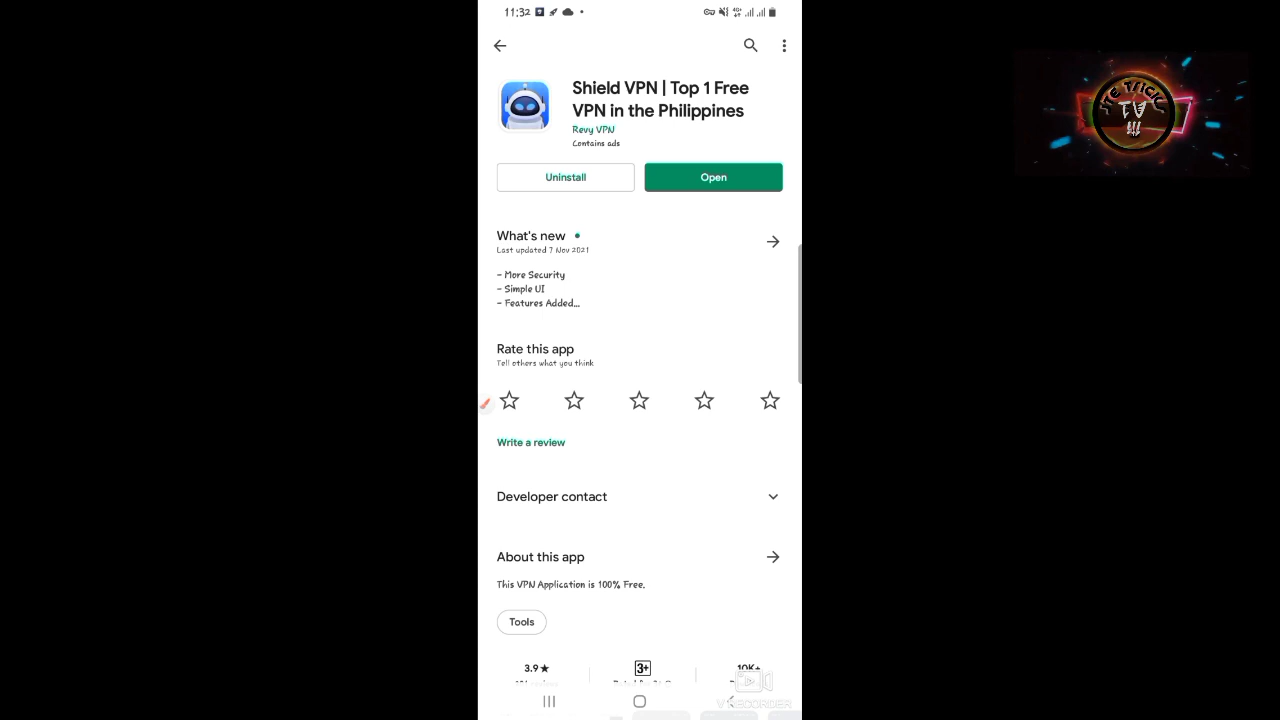 11:32
Shield VPN | Top 1 Free
VPN in the Philippines
Revy VPN
Contains ads
Uninstall
Open
What's new
Last updated 7 Nov 2021
- More Security
- Simple UI
- Features Added...
Rate this app
Tell others what you think
Write a review
Developer contact
About this app
This VPN Application is 100% Free.
Tools
3.9★
3+
10K+
V RECORDER
TV